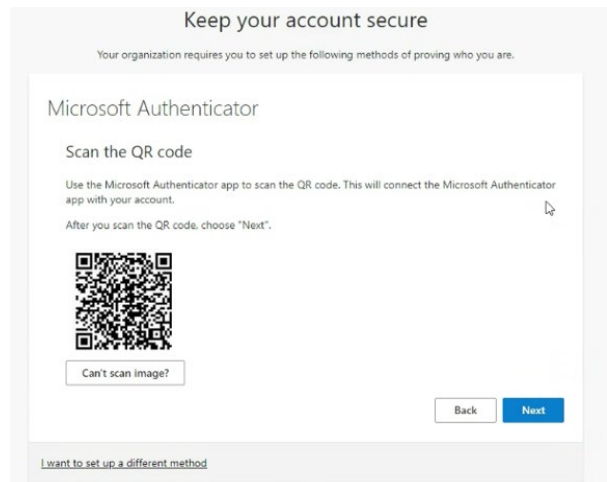 Keep your account secure
Your organization requires you to set up the following methods of proving who you are.
Microsoft Authenticator
Scan the QR code
Use the Microsoft Authenticator app to scan the QR code. This will connect the Microsoft Authenticator
app with your account.
After you scan the QR code, choose "Next".
Can't scan image?
Back Next
I want to set up a different method